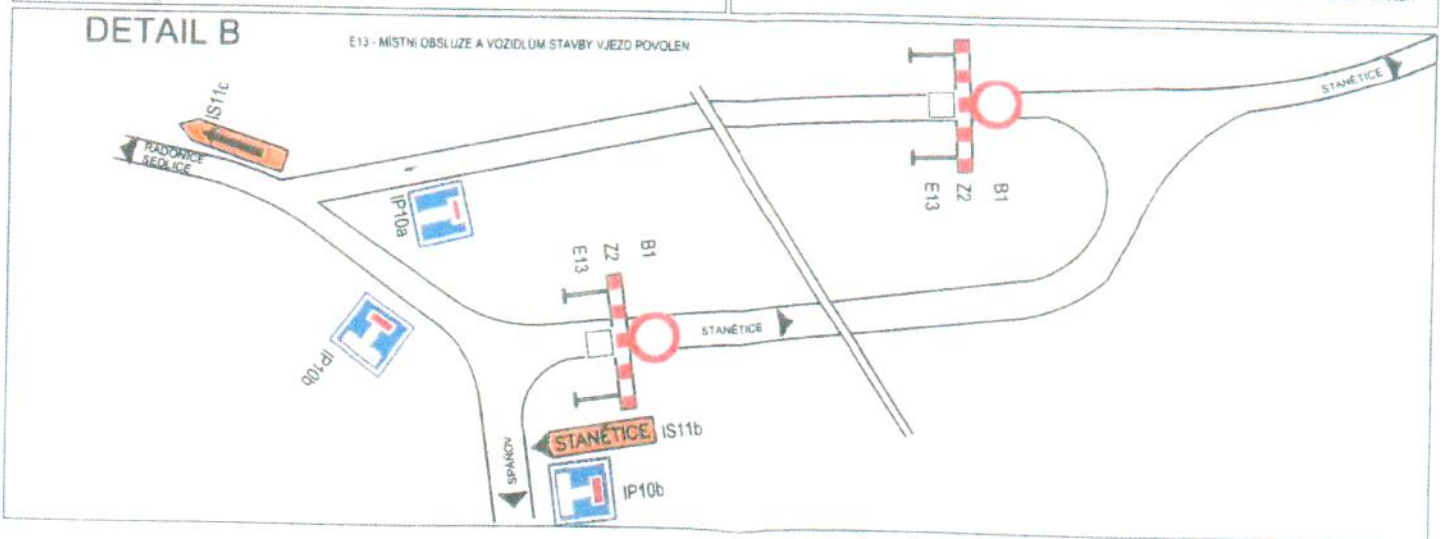 DETAIL B
E13 - MÍSTNÍ OBSLUZE A VOZIDLŮM STAVBY VJEZD POVOLEN
IS11c
RADONICE
SEDLICE
STANĚTICE
IP10a
E13
Z2
B1
E13
Z2
B1
STANĚTICE
IP10b
STANĚTICE
IS11b
SPÁŇOV
IP10b